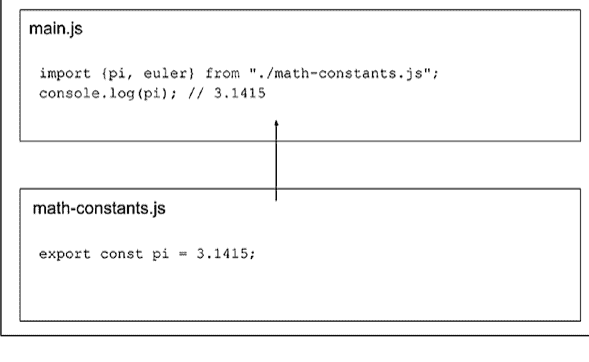 main.js
import {pi, euler} from "./math-constants.js";
console.log(pi); // 3.1415
math-constants.js
export const pi = 3.1415;